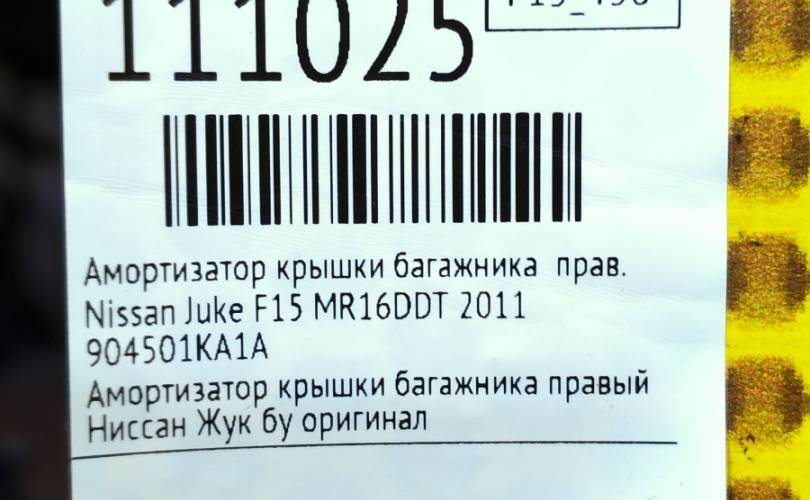 111025
Амортизатор крышки багажника прав.
Nissan Juke F15 MR16DDT 2011
904501KA1A
Амортизатор крышки багажника правый
Ниссан Жук бу оригинал